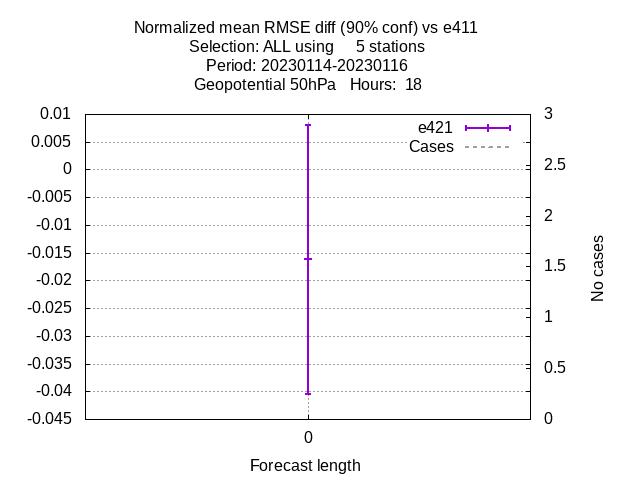 Normalized mean RMSE diff (90% conf) vs e411
Selection: ALL using     5 stations
Period: 20230114-20230116
Geopotential 50hPa   Hours:  18
0.01
0.005
0
-0.005
-0.01
-0.015
-0.02
-0.025
-0.03
-0.035
-0.04
-0.045
e421
Cases
3
2.5
2
1.5
1
0.5
0
No cases
0
Forecast length